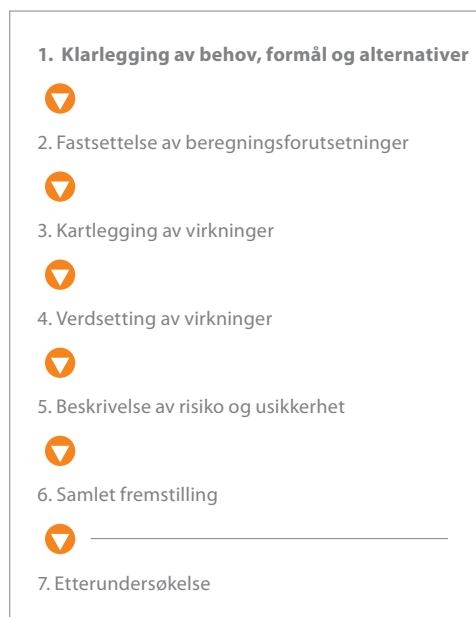 1. Klarlegging av behov, formål og alternativer
2. Fastsettelse av beregningsforutsetninger
3. Kartlegging av virkninger
4. Verdsetting av virkninger
5. Beskrivelse av risiko og usikkerhet
6. Samlet fremstilling
7. Etterundersøkelse